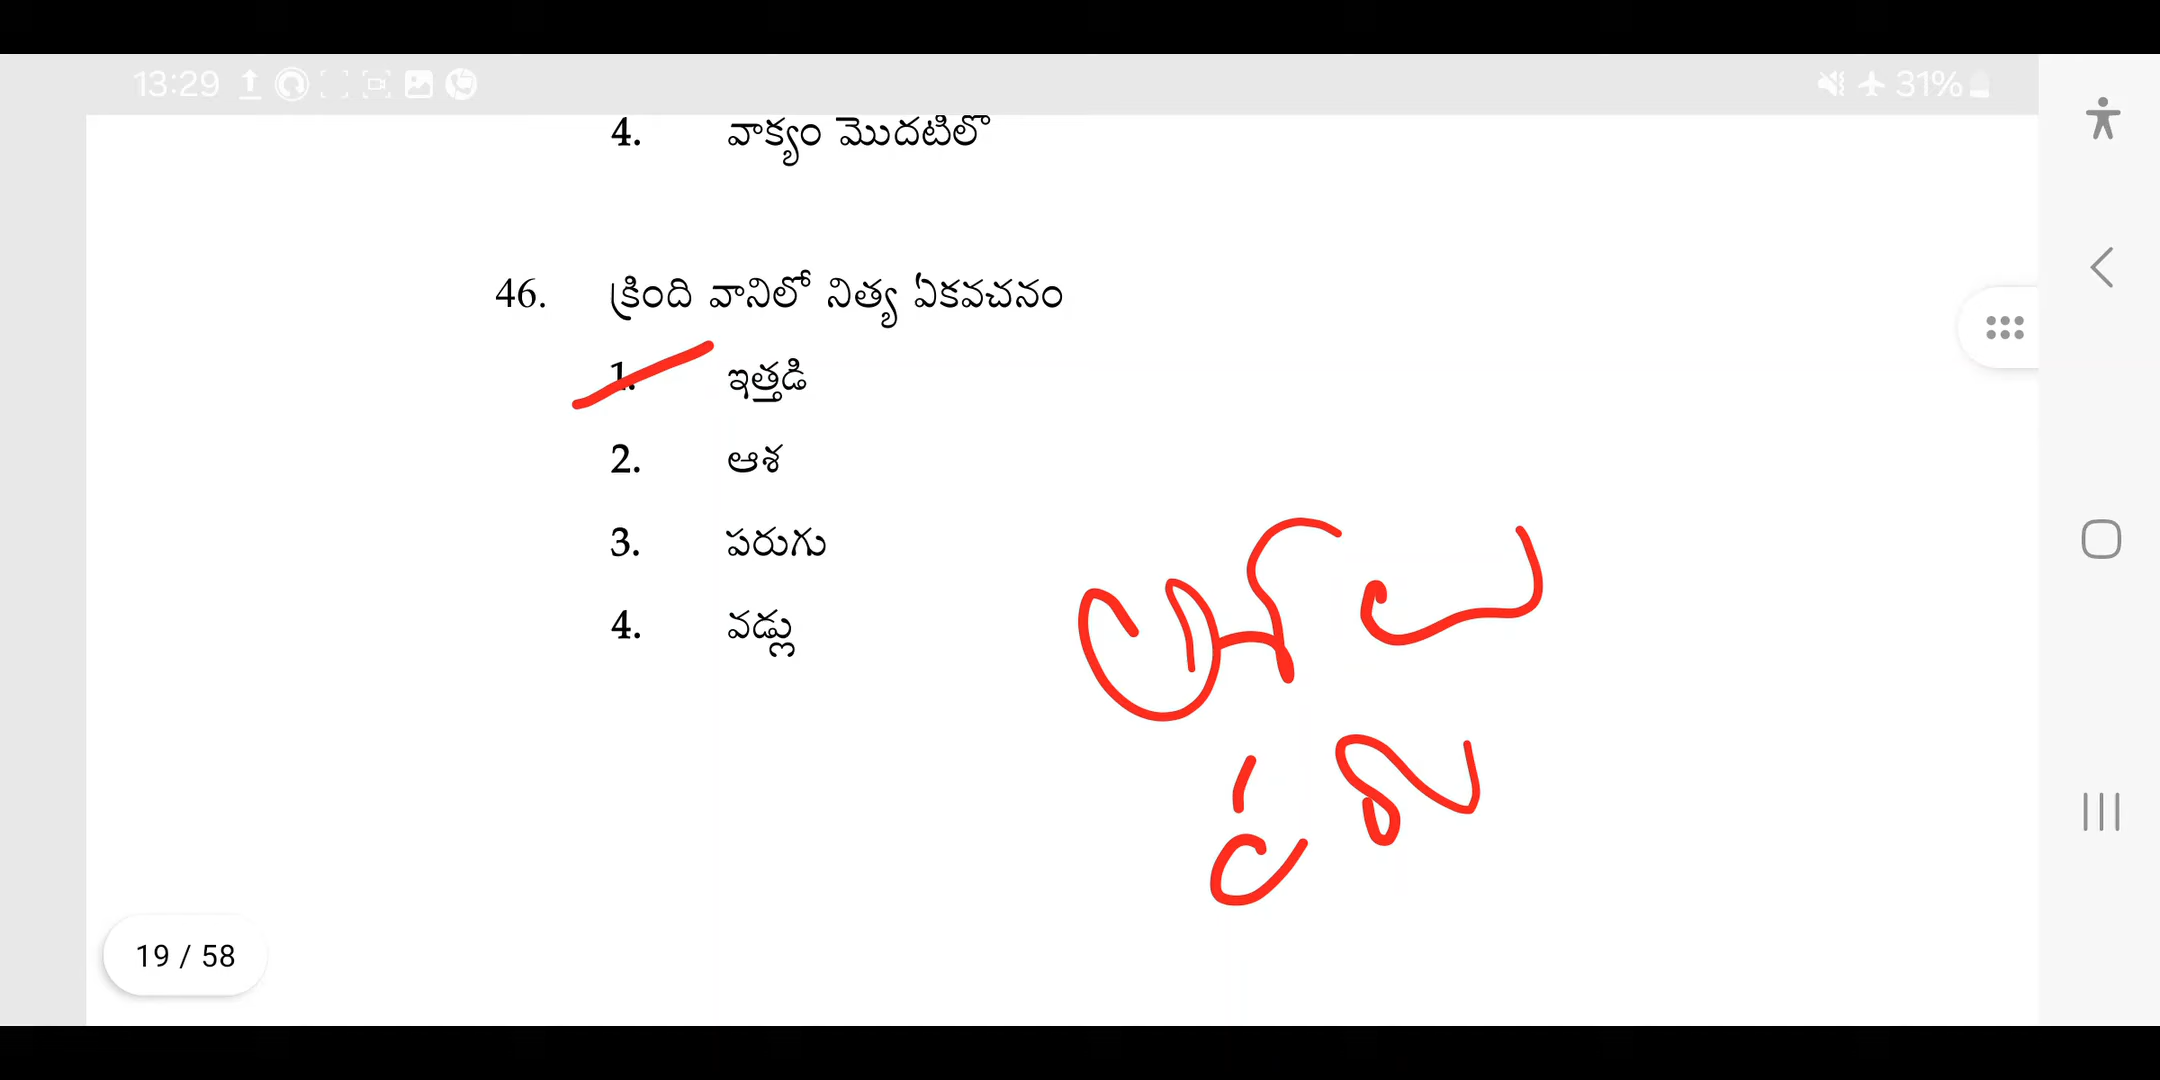 13:29 31%
4. వాక్యం మొదటిలో
46. క్రింది వానిలో నిత్య ఏకవచనం
1. ఇత్తడి
2. ఆశ
3. పరుగు
4. వడ్లు
19 / 58